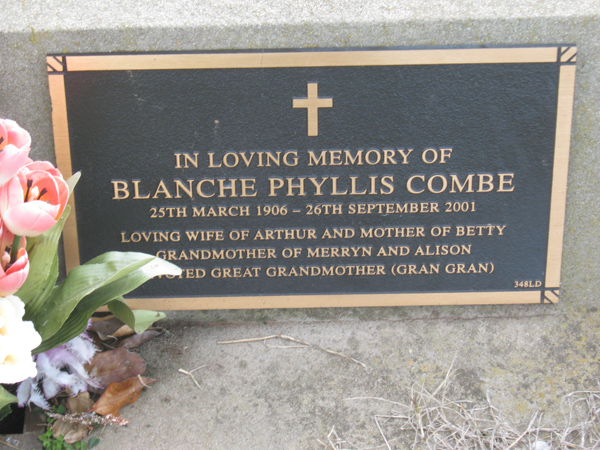 IN LOVING MEMORY OF
BLANCHE PHYLLIS COMBE
25TH MARCH 1906 – 26TH SEPTEMBER 2001
LOVING WIFE OF ARTHUR AND MOTHER OF BETTY
GRANDMOTHER OF MERRYN AND ALISON
GREAT GRANDMOTHER (GRAN GRAN)
348LD